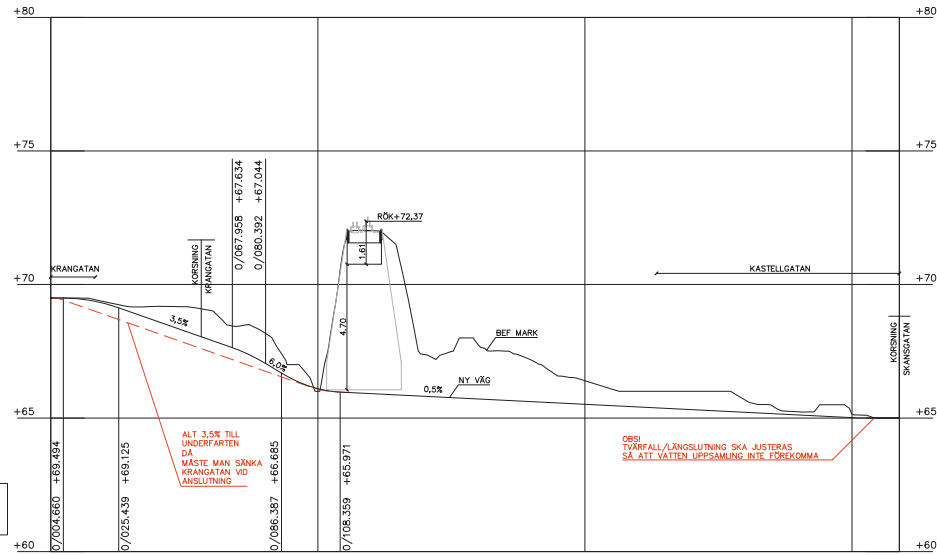 +80
+80
+75
+75
+70
+70
+65
+65
+60
+60
KRANGATAN
KORSNING
KRANGATAN
0/067.958 +67.634
0/080.392 +67.044
RÖK+72,37
1.61
4.70
KASTELLGATAN
KORSNING
SKANSGATAN
BEF MARK
NY VÄG
3,5%
6,0%
0,5%
ALT 3,5% TILL
UNDERFARTEN
DÅ
MÅSTE MAN SÄNKA
KRANGATAN VID
ANSLUTNING
OBS!
TVÄRFALL/LÄNGSLUTNING SKA JUSTERAS
SÅ ATT VATTEN UPPSAMLING INTE FÖREKOMMA
0/004.660 +69.494
0/025.439 +69.125
0/086.387 +66.685
0/108.359 +65.971